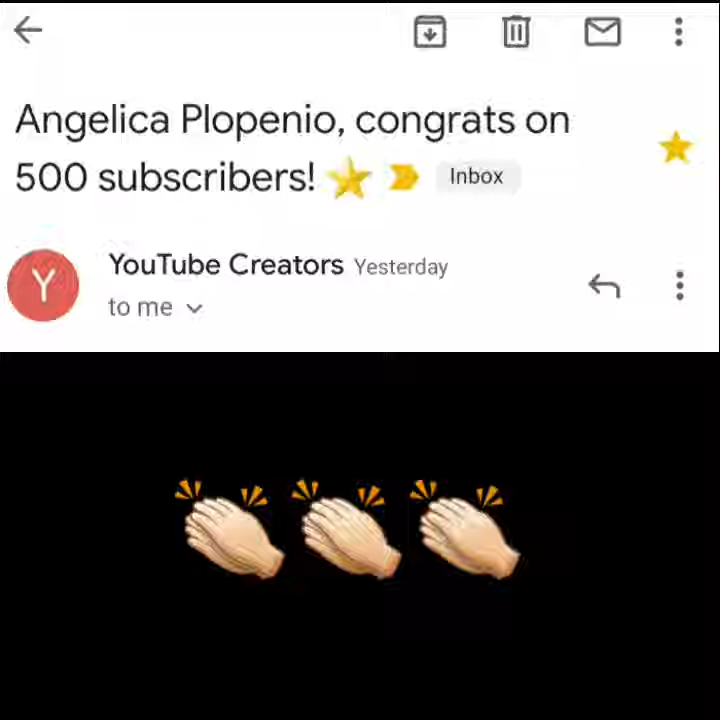 Angelica Plopenio, congrats on
500 subscribers! ⭐ Inbox
Y YouTube Creators Yesterday
to me